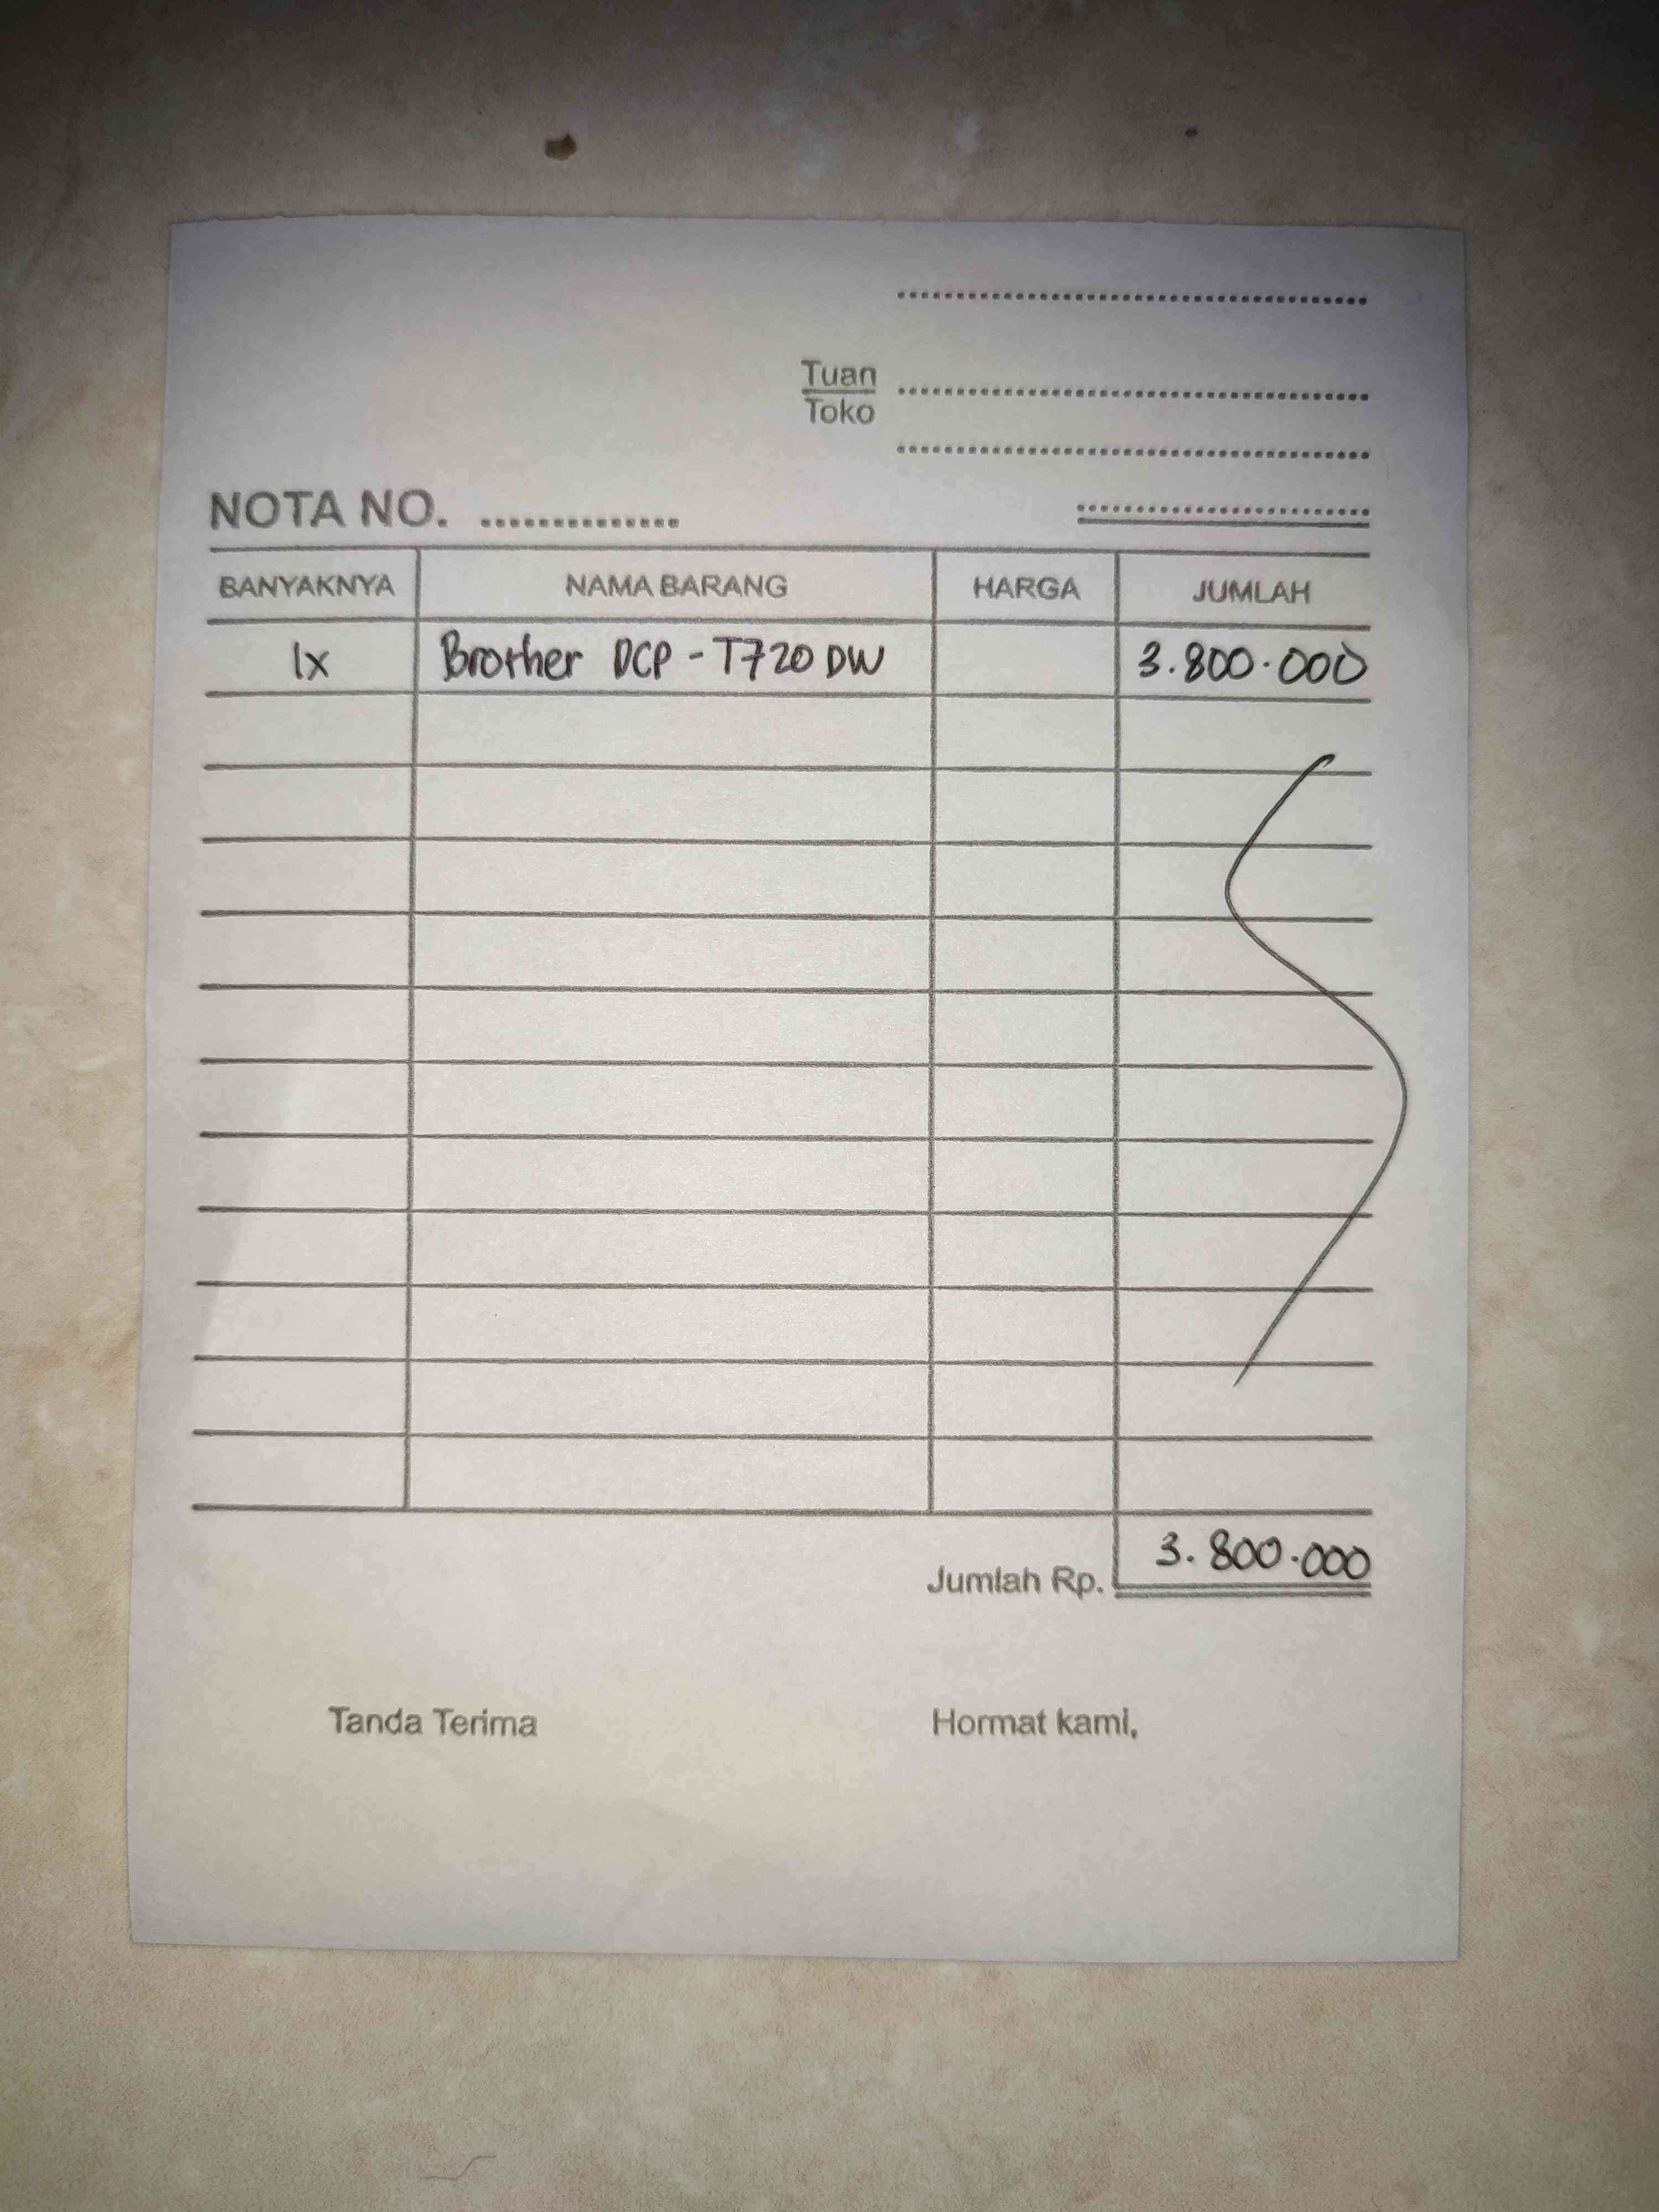 Tuan
Toko
NOTA NO. ..............
BANYAKNYA NAMA BARANG HARGA JUMLAH
1x Brother DCP - T720 DW 3.800.000
Jumlah Rp. 3.800.000
Tanda Terima Hormat kami,